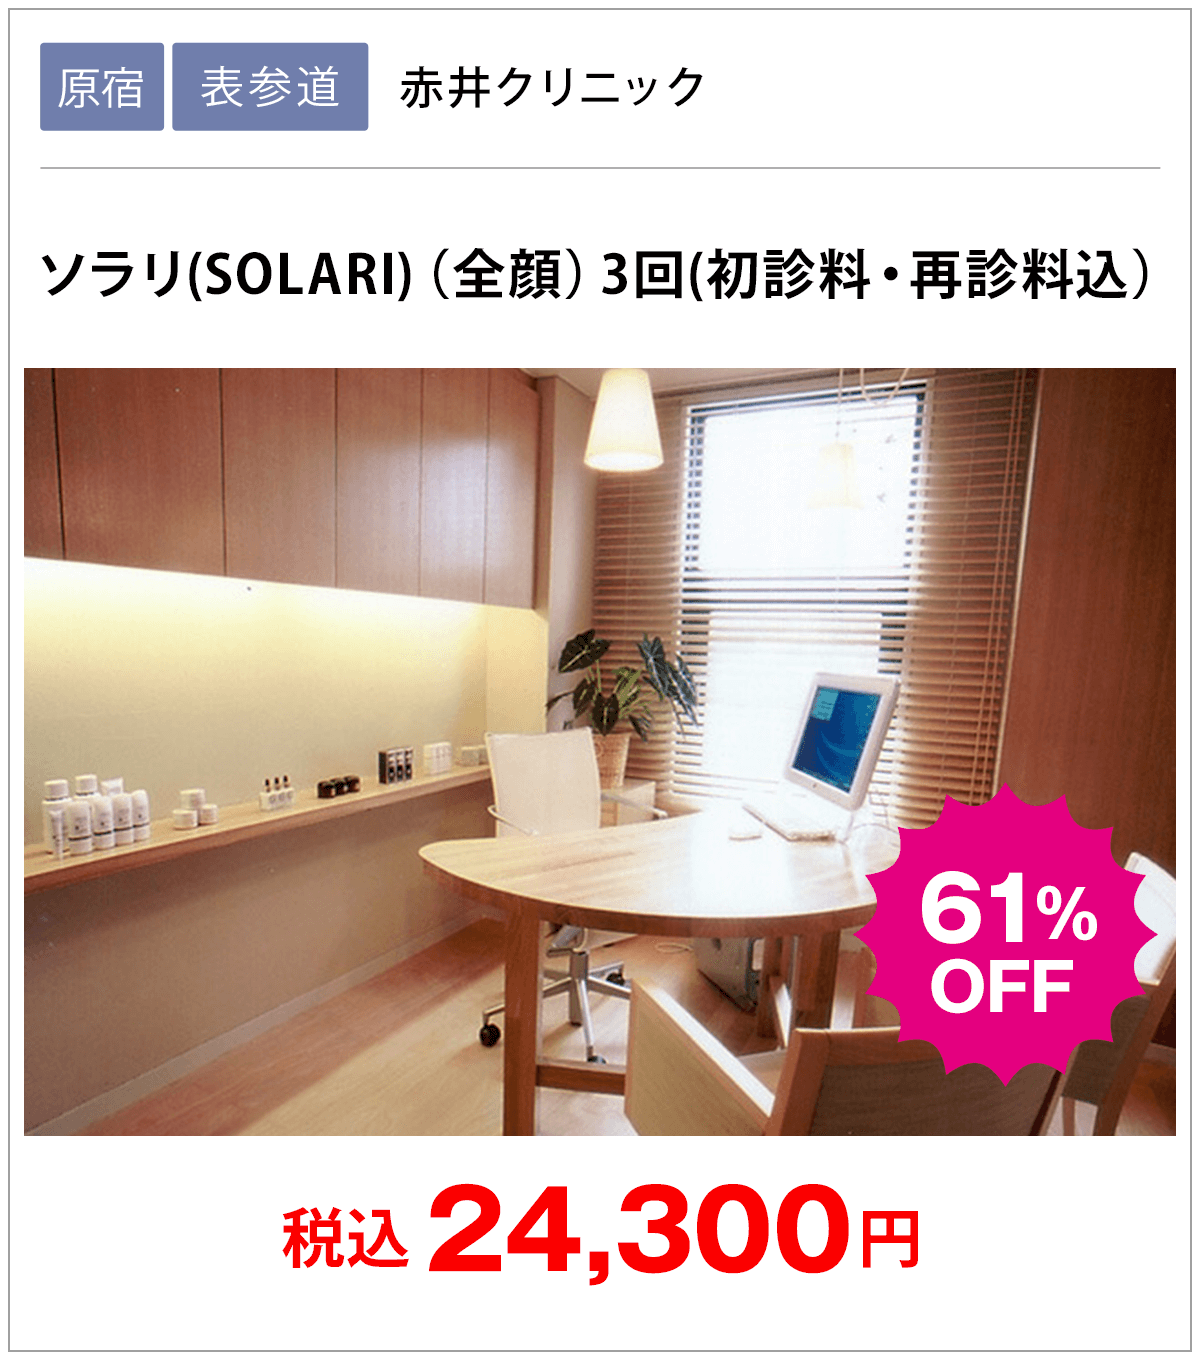 原宿 表参道 赤井クリニック
ソラリ(SOLARI)（全顔）3回(初診料・再診料込）
61%
OFF
税込 24,300円